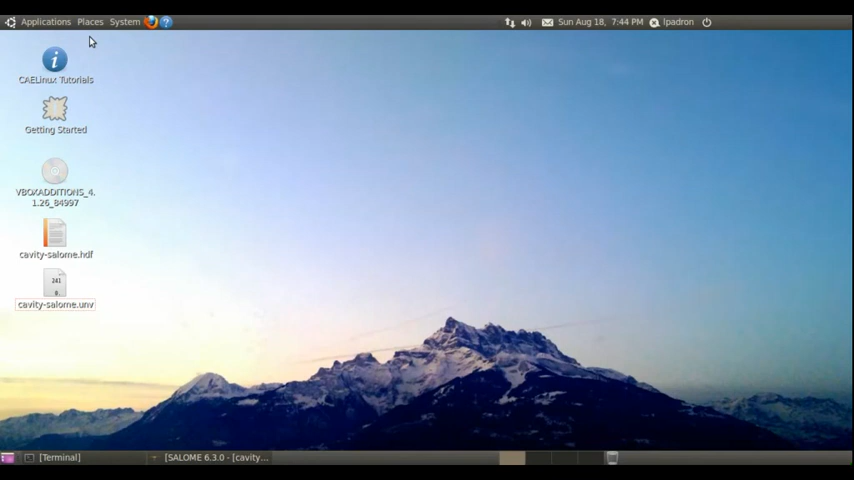 Applications Places System ? Sun Aug 18, 7:44 PM lpadron
i
CAELinux Tutorials
Getting Started
VBOXADDITIONS_4.
1.26_84997
cavity-salome.hdf
241
cavity-salome.unv
[Terminal] [SALOME 6.3.0 - [cavity...